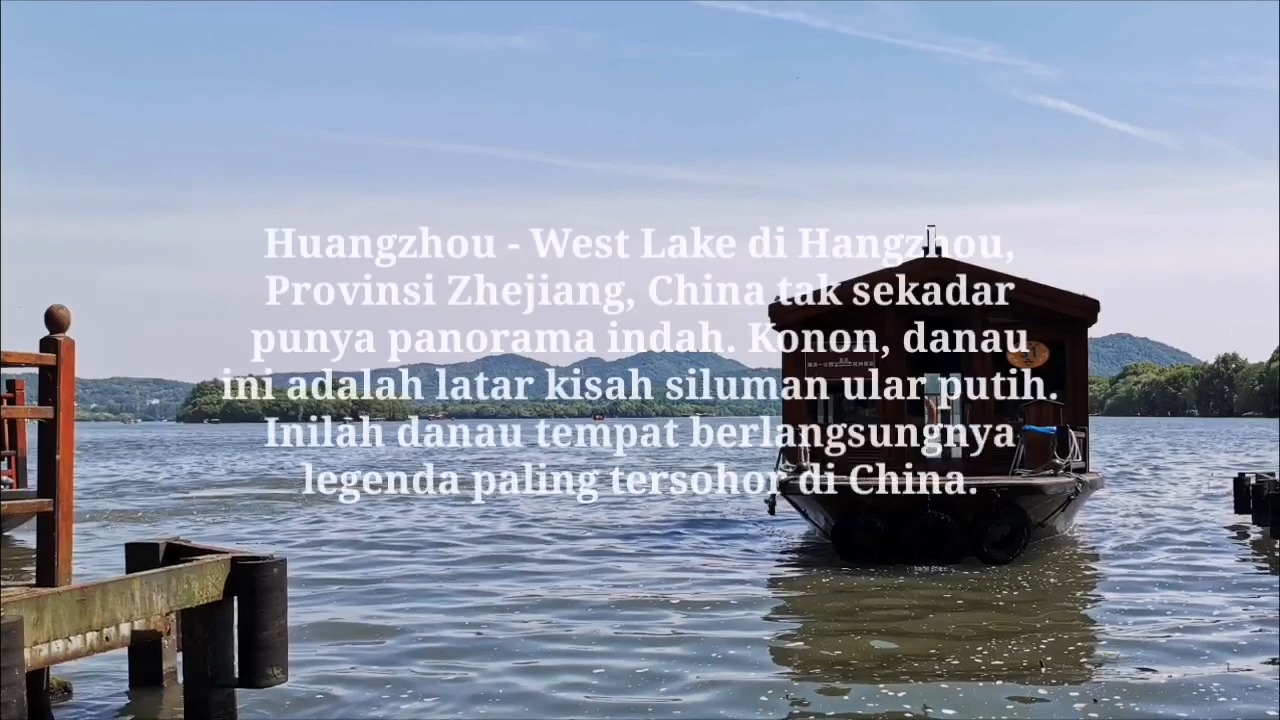 Huangzhou - West Lake di Hangzhou,
Provinsi Zhejiang, China tak sekadar
punya panorama indah. Konon, danau
ini adalah latar kisah siluman ular putih.
Inilah danau tempat berlangsungnya
legenda paling tersohor di China.